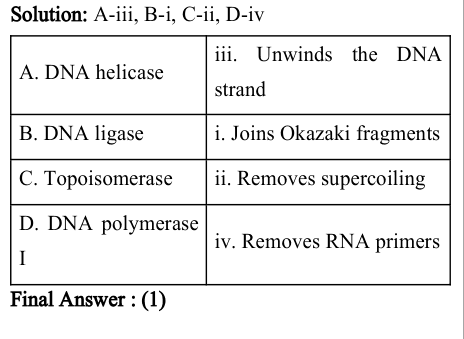 Solution: A-iii, B-i, C-ii, D-iv
A. DNA helicase
iii. Unwinds the DNA
strand
B. DNA ligase
i. Joins Okazaki fragments
C. Topoisomerase
ii. Removes supercoiling
D. DNA polymerase
I
iv. Removes RNA primers
Final Answer : (1)